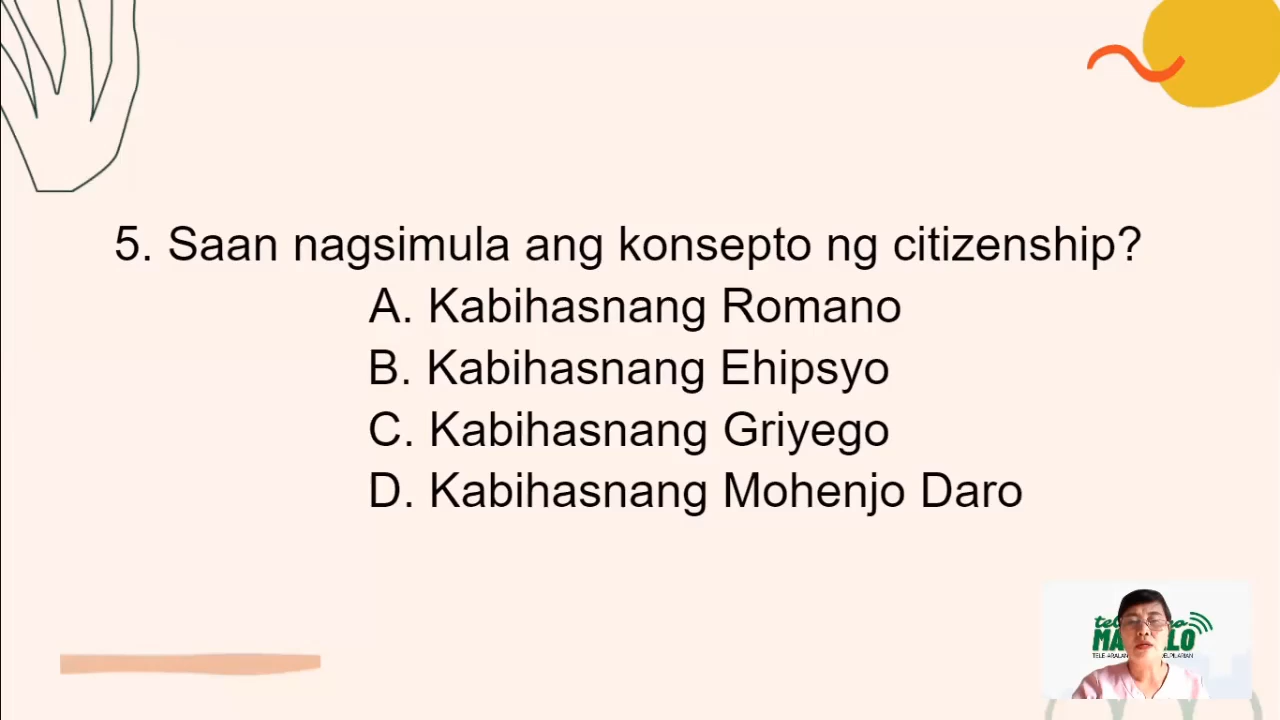 5. Saan nagsimula ang konsepto ng citizenship?
A. Kabihasnang Romano
B. Kabihasnang Ehipsyo
C. Kabihasnang Griyego
D. Kabihasnang Mohenjo Daro